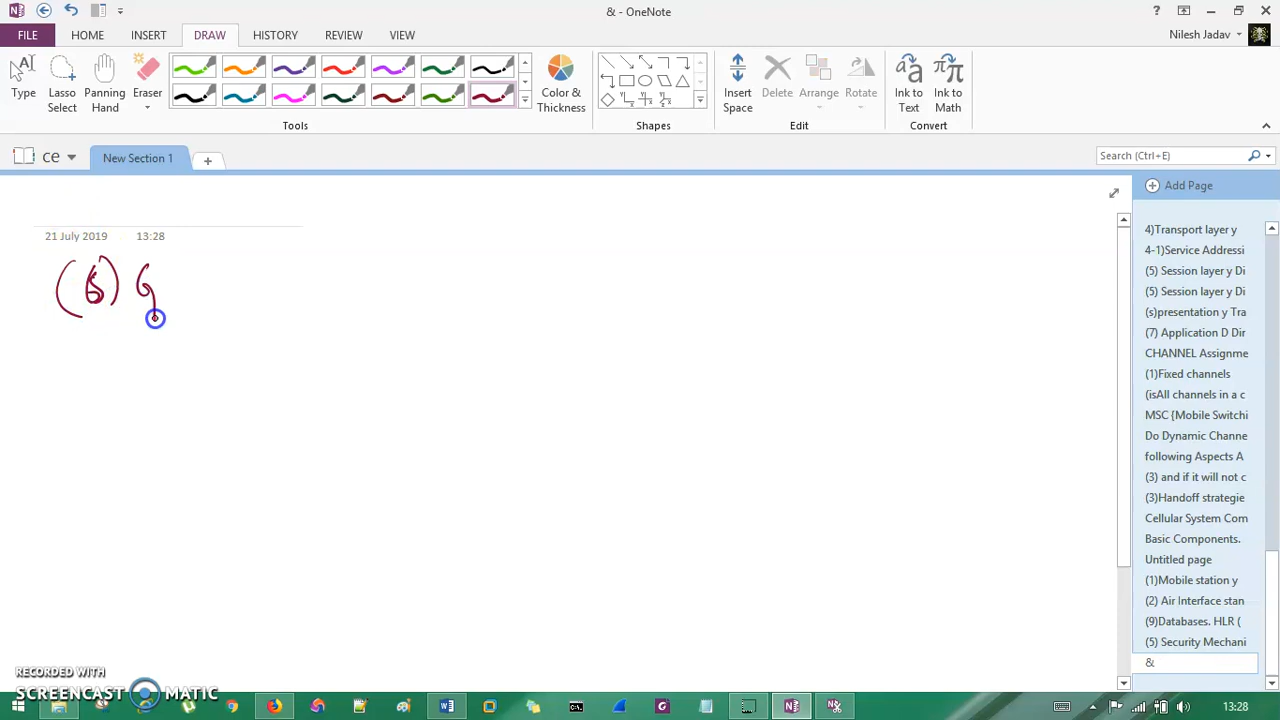 & - OneNote
?
FILE
HOME
INSERT
DRAW
HISTORY
REVIEW
VIEW
Nilesh Jadav
Type
Lasso Select
Panning Hand
Eraser
Color & Thickness
Insert Space
Delete
Arrange
Rotate
Ink to Text
Ink to Math
Tools
Shapes
Edit
Convert
ce
New Section 1
Search (Ctrl+E)
Add Page
21 July 2019 13:28
4)Transport layer y
4-1)Service Addressi
(5) Session layer y Di
(5) Session layer y Di
(s)presentation y Tra
(7) Application D Dir
CHANNEL Assignme
(1)Fixed channels
(isAll channels in a c
MSC {Mobile Switchi
Do Dynamic Channe
following Aspects A
(3) and if it will not c
(3)Handoff strategie
Cellular System Com
Basic Components.
Untitled page
(1)Mobile station y
(2) Air Interface stan
(9)Databases. HLR (
(5) Security Mechani
&
RECORDED WITH
SCREENCAST MATIC
13:28